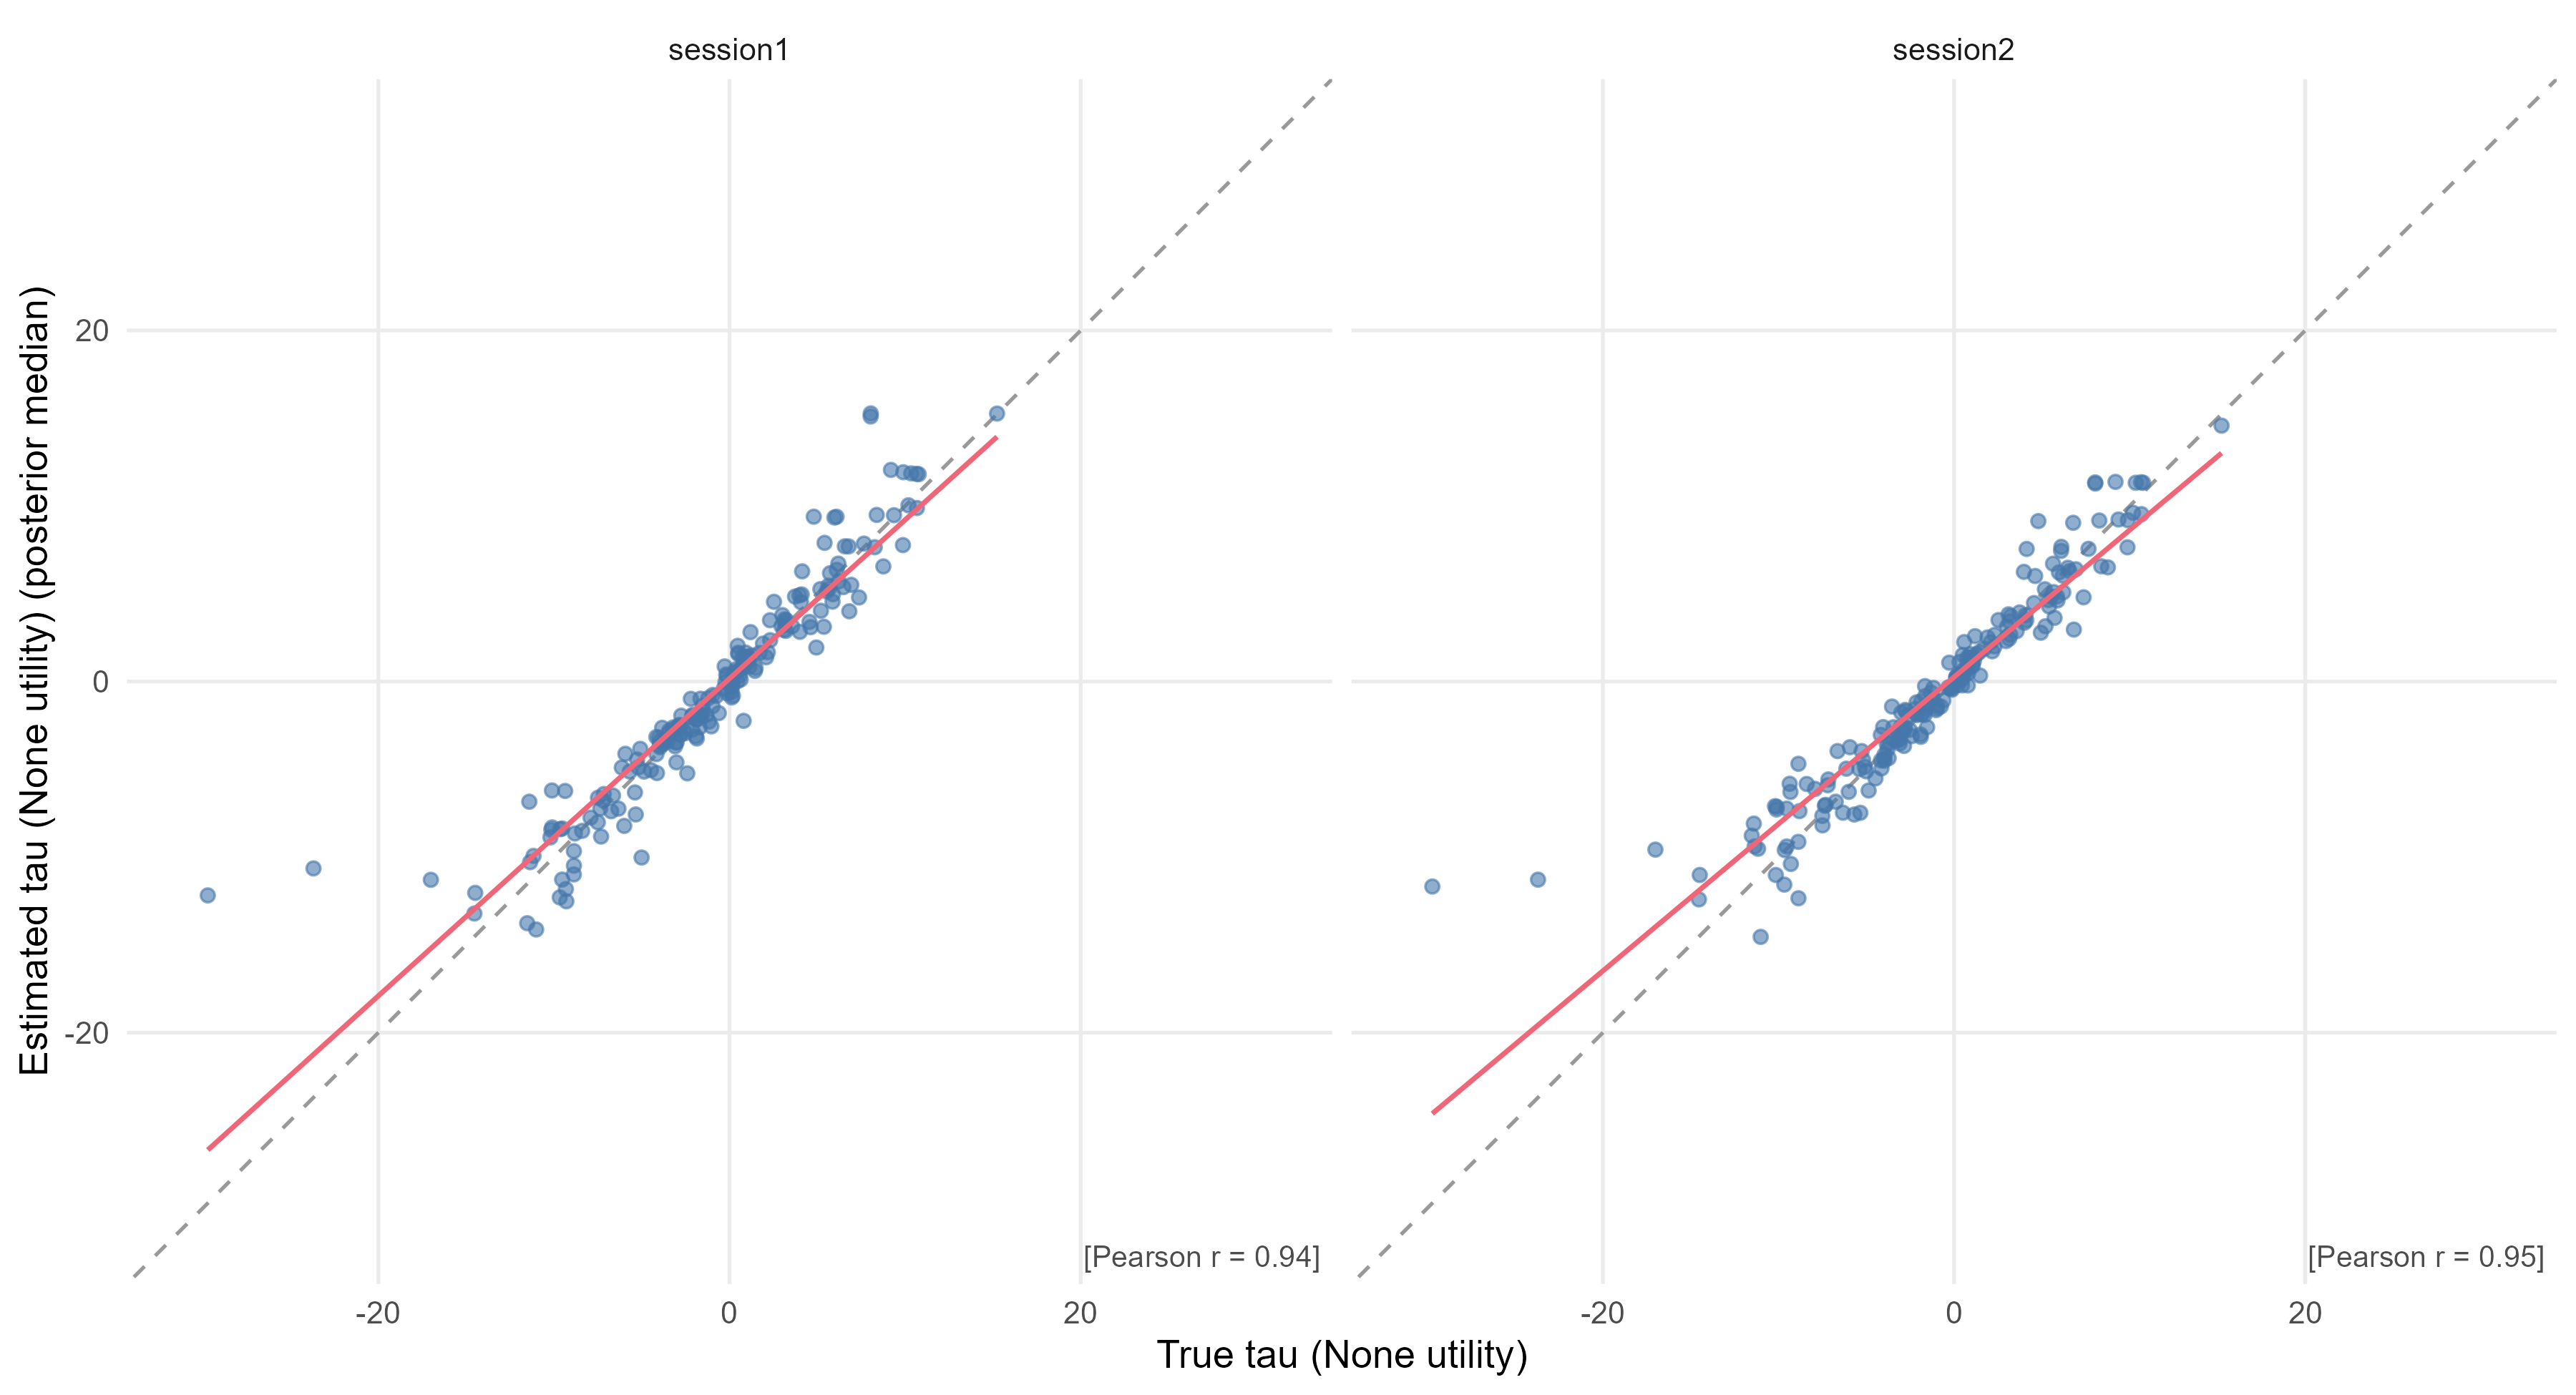 session1
session2
Estimated tau (None utility) (posterior median)
20
0
-20
[Pearson r = 0.94]
[Pearson r = 0.95]
-20
0
20
-20
0
20
True tau (None utility)